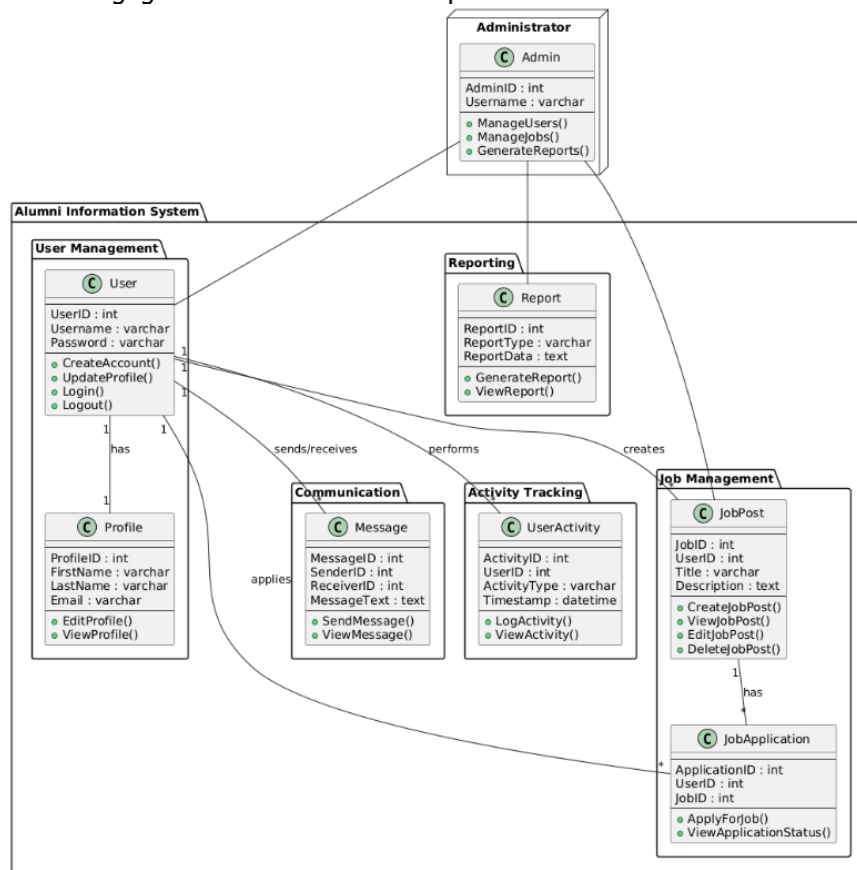 Administrator
C Admin
AdminID : int
Username : varchar
ManageUsers()
ManageJobs()
GenerateReports()
Alumni Information System
User Management
C User
UserID : int
Username : varchar
Password : varchar
CreateAccount()
UpdateProfile()
Login()
Logout()
Reporting
C Report
ReportID : int
ReportType : varchar
ReportData : text
GenerateReport()
ViewReport()
1
1
1
1
1
has
sends/receives
performs
creates
applies
1
*
*
C Profile
ProfileID : int
FirstName : varchar
LastName : varchar
Email : varchar
EditProfile()
ViewProfile()
Communication
C Message
MessageID : int
SenderID : int
ReceiverID : int
MessageText : text
SendMessage()
ViewMessage()
Activity Tracking
C UserActivity
ActivityID : int
UserID : int
ActivityType : varchar
Timestamp : datetime
LogActivity()
ViewActivity()
Job Management
C JobPost
JobID : int
UserID : int
Title : varchar
Description : text
CreateJobPost()
ViewJobPost()
EditJobPost()
DeleteJobPost()
1
has
*
*
C JobApplication
ApplicationID : int
UserID : int
JobID : int
ApplyForJob()
ViewApplicationStatus()